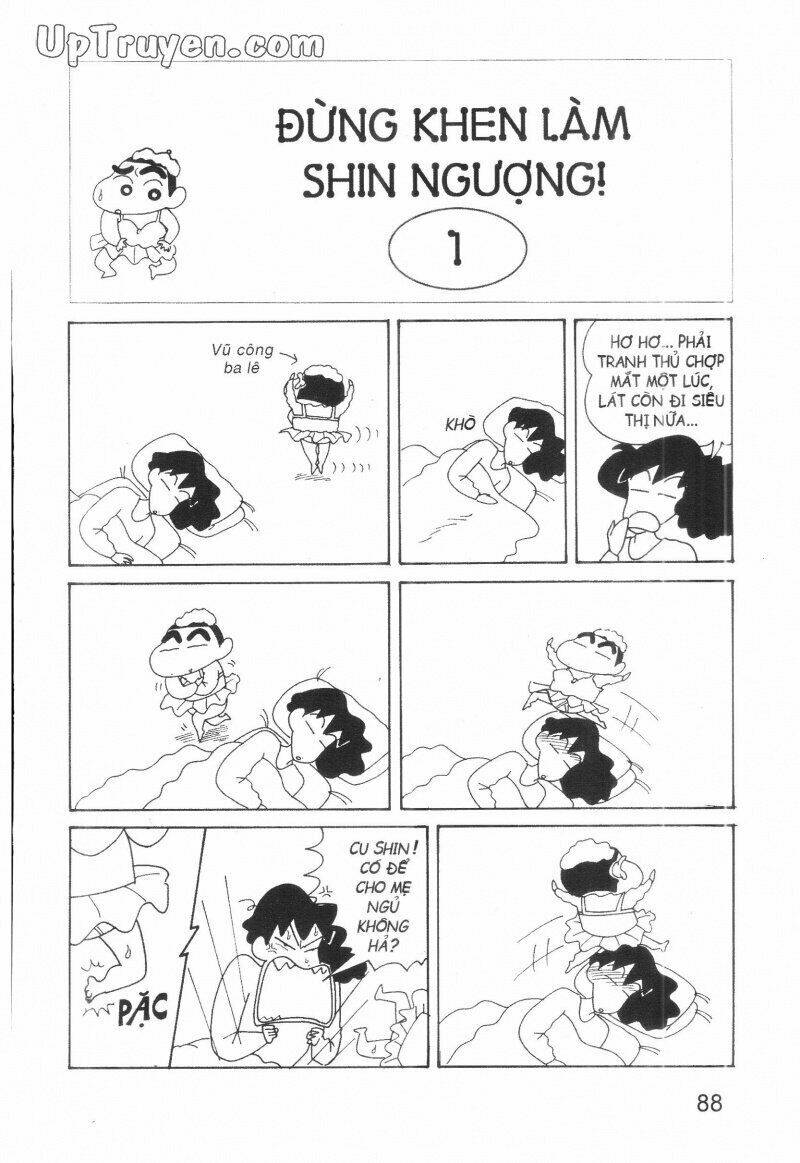 UpTruyen.com
ĐỪNG KHEN LÀM
SHIN NGƯỢNG!
1
HƠ HƠ... PHẢI
TRANH THỦ CHỢP
MẮT MỘT LÚC,
LÁT CÒN ĐI SIÊU
THỊ NỮA...
KHÒ
Vũ công
ba lê
CU SHIN!
CÓ ĐỂ
CHO MẸ
NGỦ
KHÔNG
HẢ?
PẶC
88